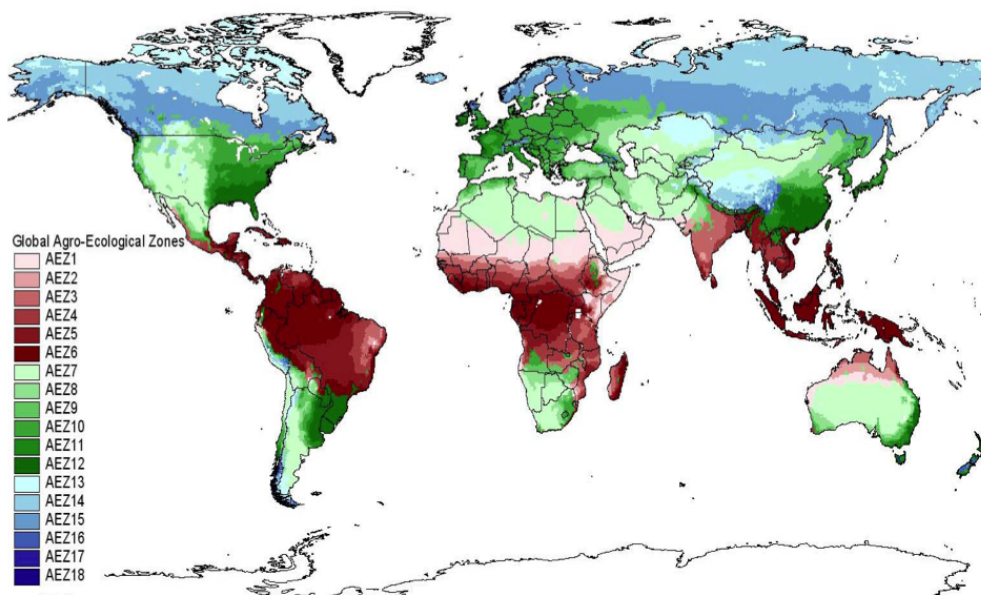 Global Agro-Ecological Zones
AEZ1
AEZ2
AEZ3
AEZ4
AEZ5
AEZ6
AEZ7
AEZ8
AEZ9
AEZ10
AEZ11
AEZ12
AEZ13
AEZ14
AEZ15
AEZ16
AEZ17
AEZ18